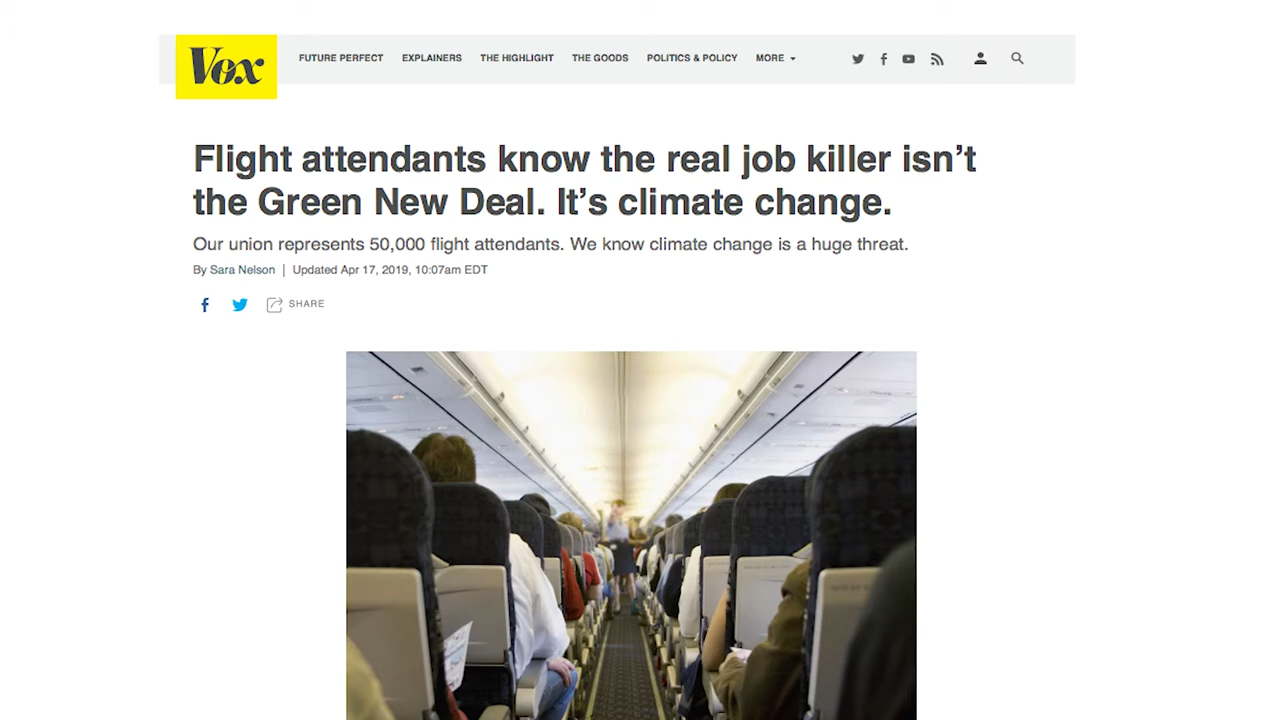 Vox
FUTURE PERFECT EXPLAINERS THE HIGHLIGHT THE GOODS POLITICS & POLICY MORE
Flight attendants know the real job killer isn’t
the Green New Deal. It’s climate change.
Our union represents 50,000 flight attendants. We know climate change is a huge threat.
By Sara Nelson | Updated Apr 17, 2019, 10:07am EDT
SHARE